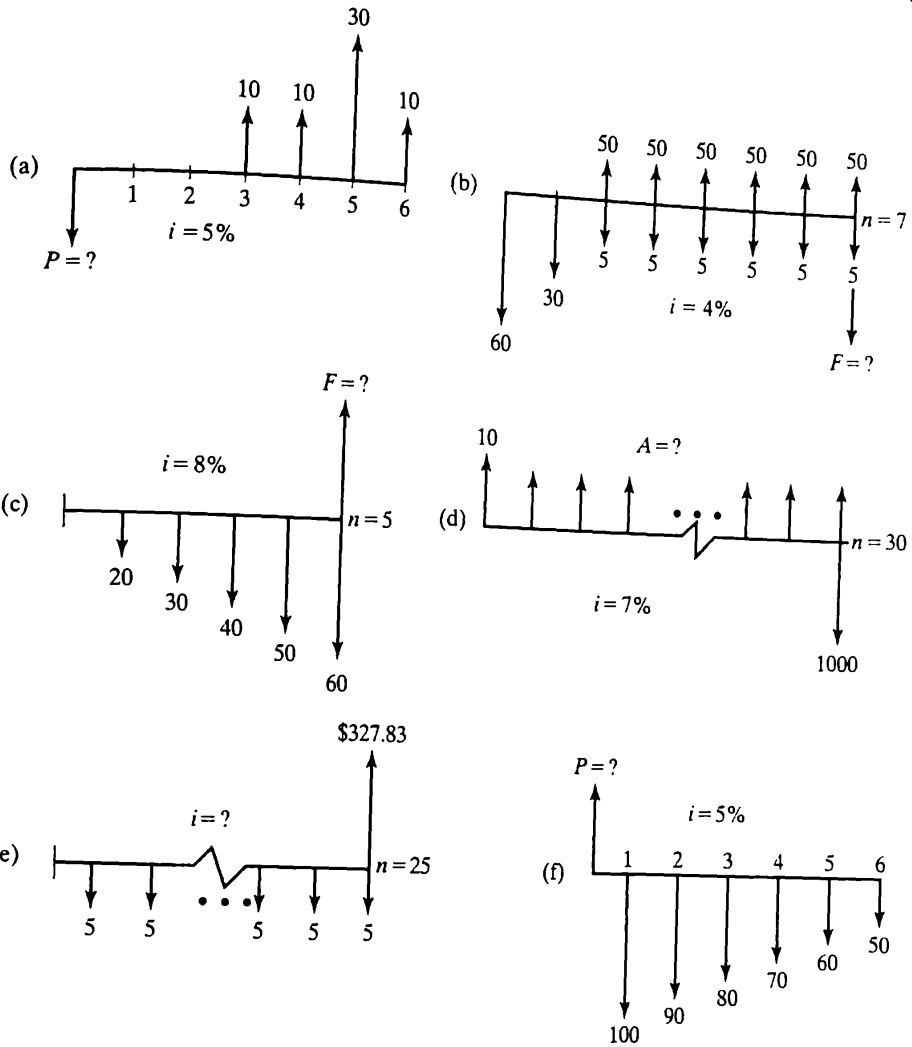 (a)
30
10 10 10
1 2 3 4 5 6
i = 5%
P = ?
(b)
50 50 50 50 50 50
n = 7
5 5 5 5 5 5
30
60
i = 4%
F = ?
(c)
F = ?
i = 8%
n = 5
20
30
40
50
60
(d)
10
A = ?
n = 30
i = 7%
1000
e)
$327.83
i = ?
n = 25
5 5 5 5 5
(f)
P = ?
i = 5%
1 2 3 4 5 6
100
90
80
70
60
50